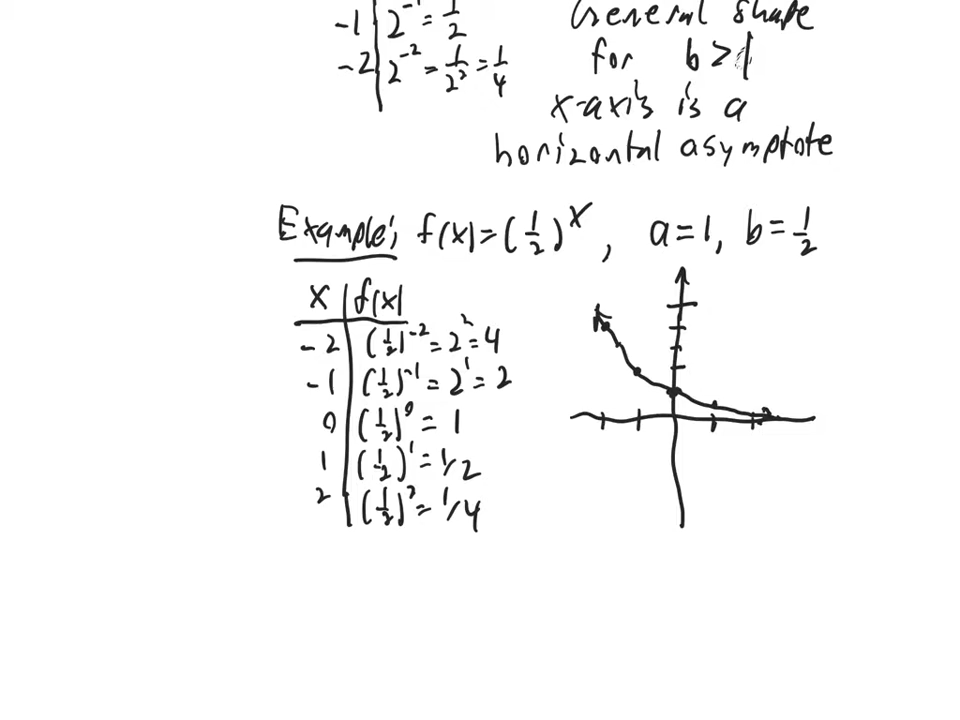 -1 | 2^-1 = 1/2
General shape
-2 | 2^-2 = 1/2^2 = 1/4
for b > 1
x-axis is a
horizontal asymptote
Example: f(x) = (1/2)^x, a = 1, b = 1/2
x | f(x)
-2 | (1/2)^-2 = 2^2 = 4
-1 | (1/2)^-1 = 2^1 = 2
0 | (1/2)^0 = 1
1 | (1/2)^1 = 1/2
2 | (1/2)^2 = 1/4